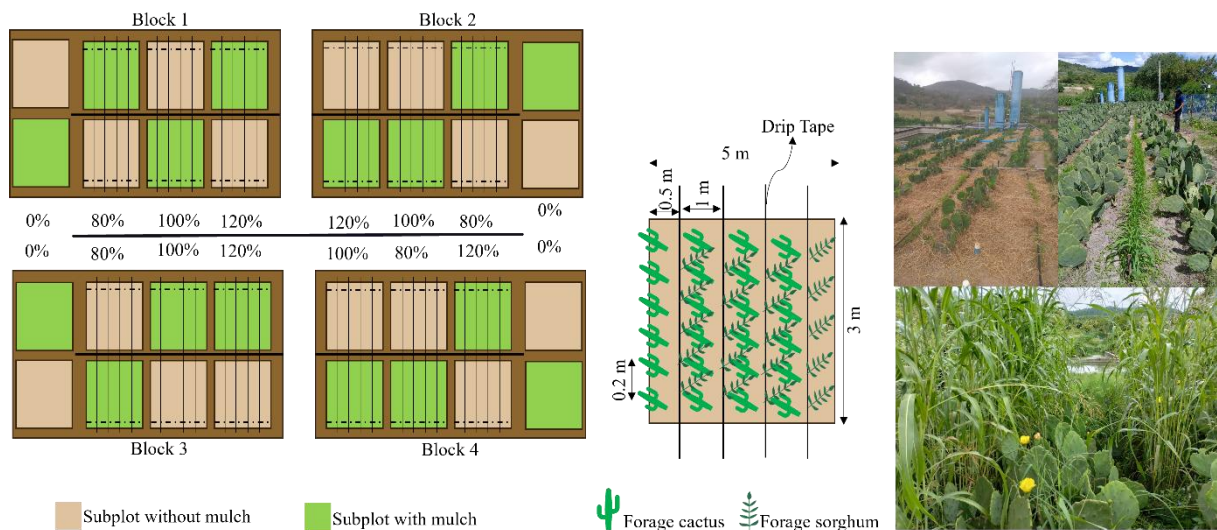 Block 1
Block 2
0%
80%
100%
120%
120%
100%
80%
0%
0%
80%
100%
120%
100%
80%
120%
0%
Block 3
Block 4
Drip Tape
5 m
0.5 m
1 m
3 m
0.2 m
Subplot without mulch
Subplot with mulch
Forage cactus
Forage sorghum